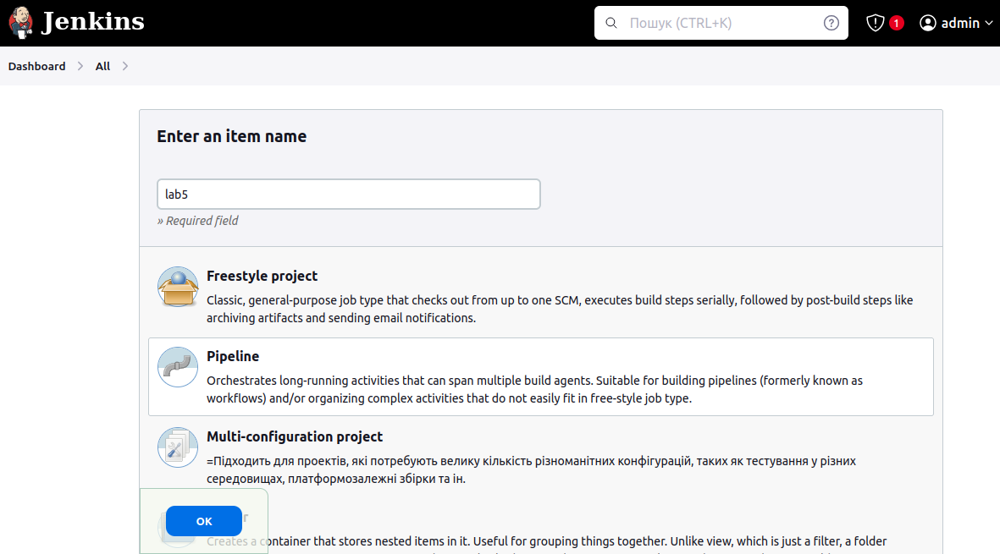 Jenkins
Пошук (CTRL+K)
?
1
admin
Dashboard
All
Enter an item name
lab5
» Required field
Freestyle project
Classic, general-purpose job type that checks out from up to one SCM, executes build steps serially, followed by post-build steps like
archiving artifacts and sending email notifications.
Pipeline
Orchestrates long-running activities that can span multiple build agents. Suitable for building pipelines (formerly known as
workflows) and/or organizing complex activities that do not easily fit in free-style job type.
Multi-configuration project
=Підходить для проектів, які потребують велику кількість різноманітних конфігурацій, таких як тестування у різних
середовищах, платформозалежні збірки та ін.
OK
Creates a container that stores nested items in it. Useful for grouping things together. Unlike view, which is just a filter, a folder